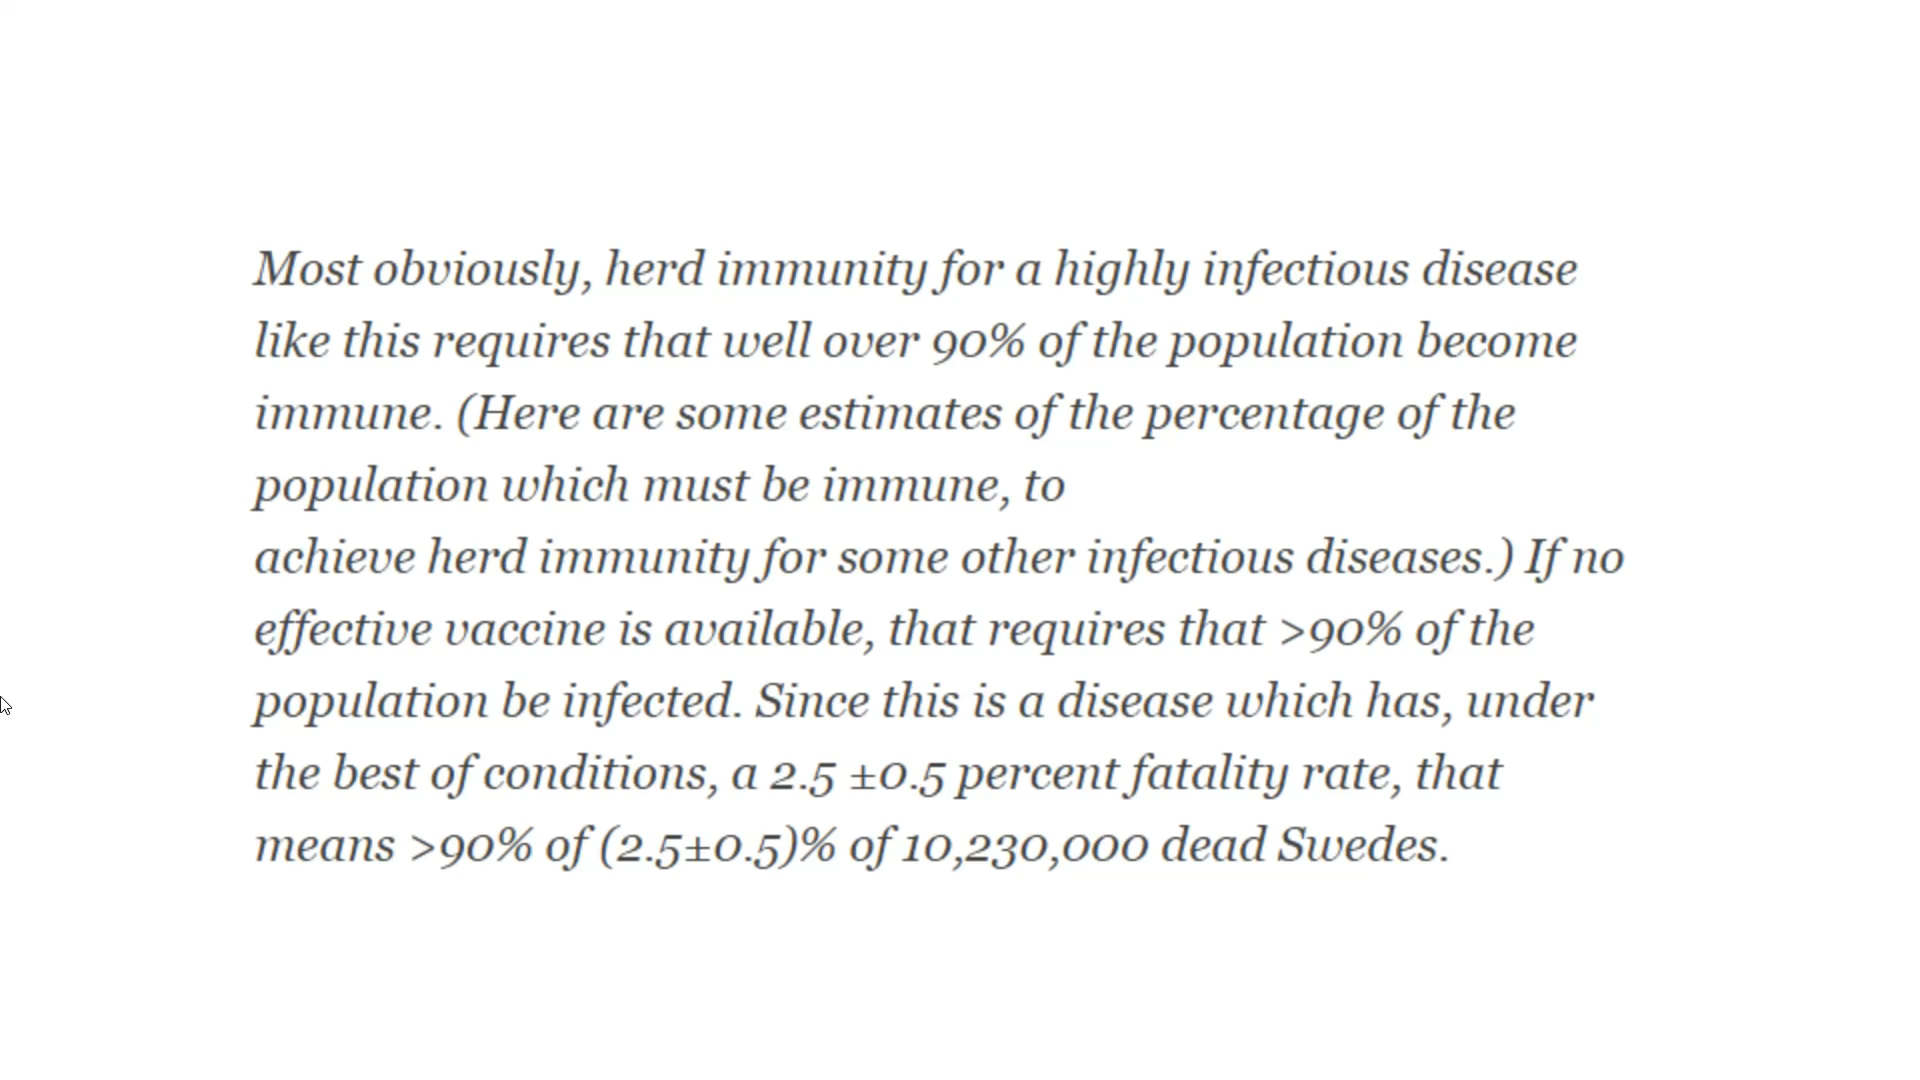 Most obviously, herd immunity for a highly infectious disease
like this requires that well over 90% of the population become
immune. (Here are some estimates of the percentage of the
population which must be immune, to
achieve herd immunity for some other infectious diseases.) If no
effective vaccine is available, that requires that >90% of the
population be infected. Since this is a disease which has, under
the best of conditions, a 2.5 ±0.5 percent fatality rate, that
means >90% of (2.5±0.5)% of 10,230,000 dead Swedes.